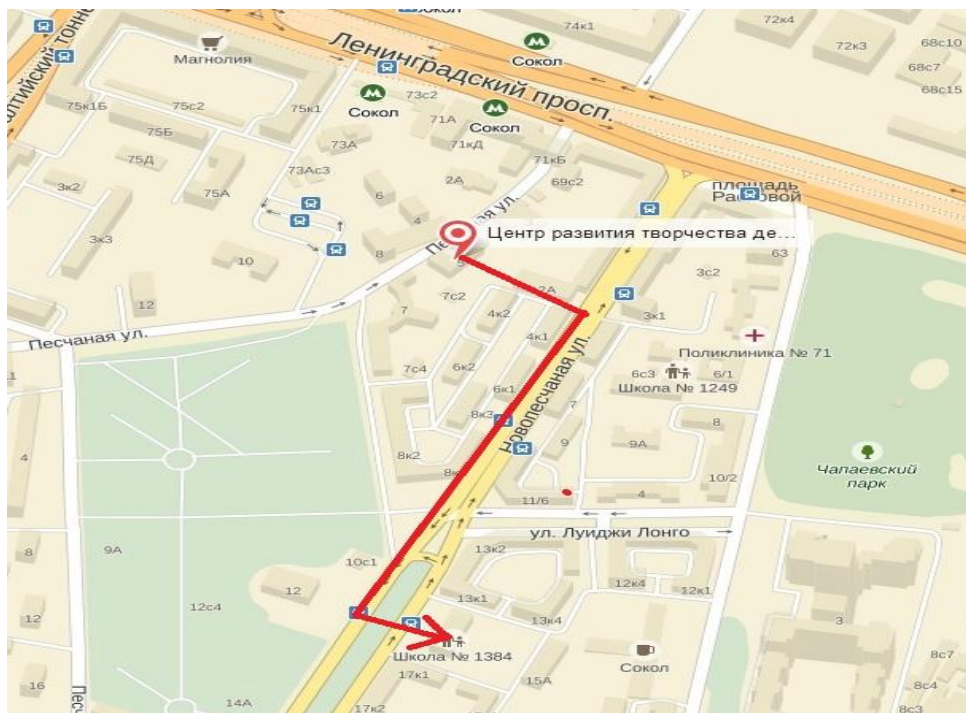 74к1
72к4
72к3
68с10
68с7
68с15
Сокол
Сокол
Сокол
Сокол
Магнолия
Ленинградский просп.
75к1Б
75с2
75к1
73с2
71А
75Б
73А
71кД
71кБ
75Д
73Ас3
2А
69с2
3к2
75А
6
площадь
4
3к3
10
8
Центр развития творчества де...
63
5
3с2
12
7с2
2А
Песчаная ул.
7
4к2
4к1
3к1
Поликлиника № 71
11
7с4
6к2
6с3
6/1
Школа № 1249
6к1
Новопесчаная ул.
7
8к3
8
4
8к2
9
9А
10/2
Чапаевский
парк
11/6
4
ул. Луиджи Лонго
8
9А
10с1
13к2
12
12с4
12к4
12к1
13к1
12
13к4
3
Школа № 1384
Сокол
8с7
16
17к1
15А
8с4
14А
17к2
8с3